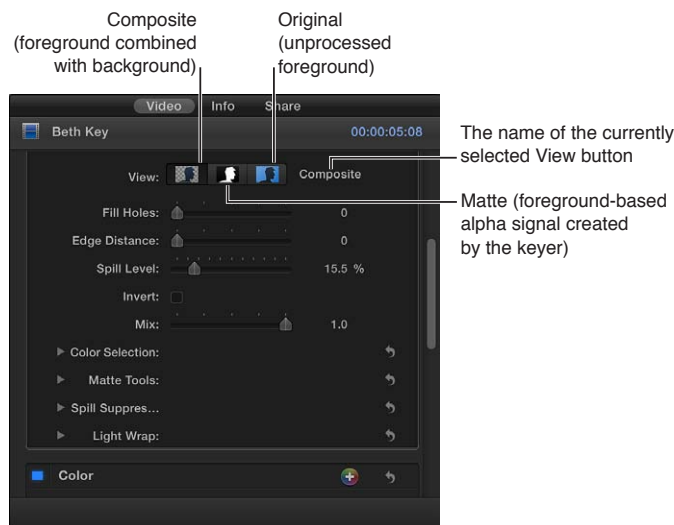 Composite
(foreground combined
with background)
Original
(unprocessed
foreground)
Video Info Share
Beth Key 00:00:05:08
View: Composite
The name of the currently
selected View button
Matte (foreground-based
alpha signal created
by the keyer)
Fill Holes: 0
Edge Distance: 0
Spill Level: 15.5 %
Invert:
Mix: 1.0
Color Selection:
Matte Tools:
Spill Suppres...
Light Wrap:
Color